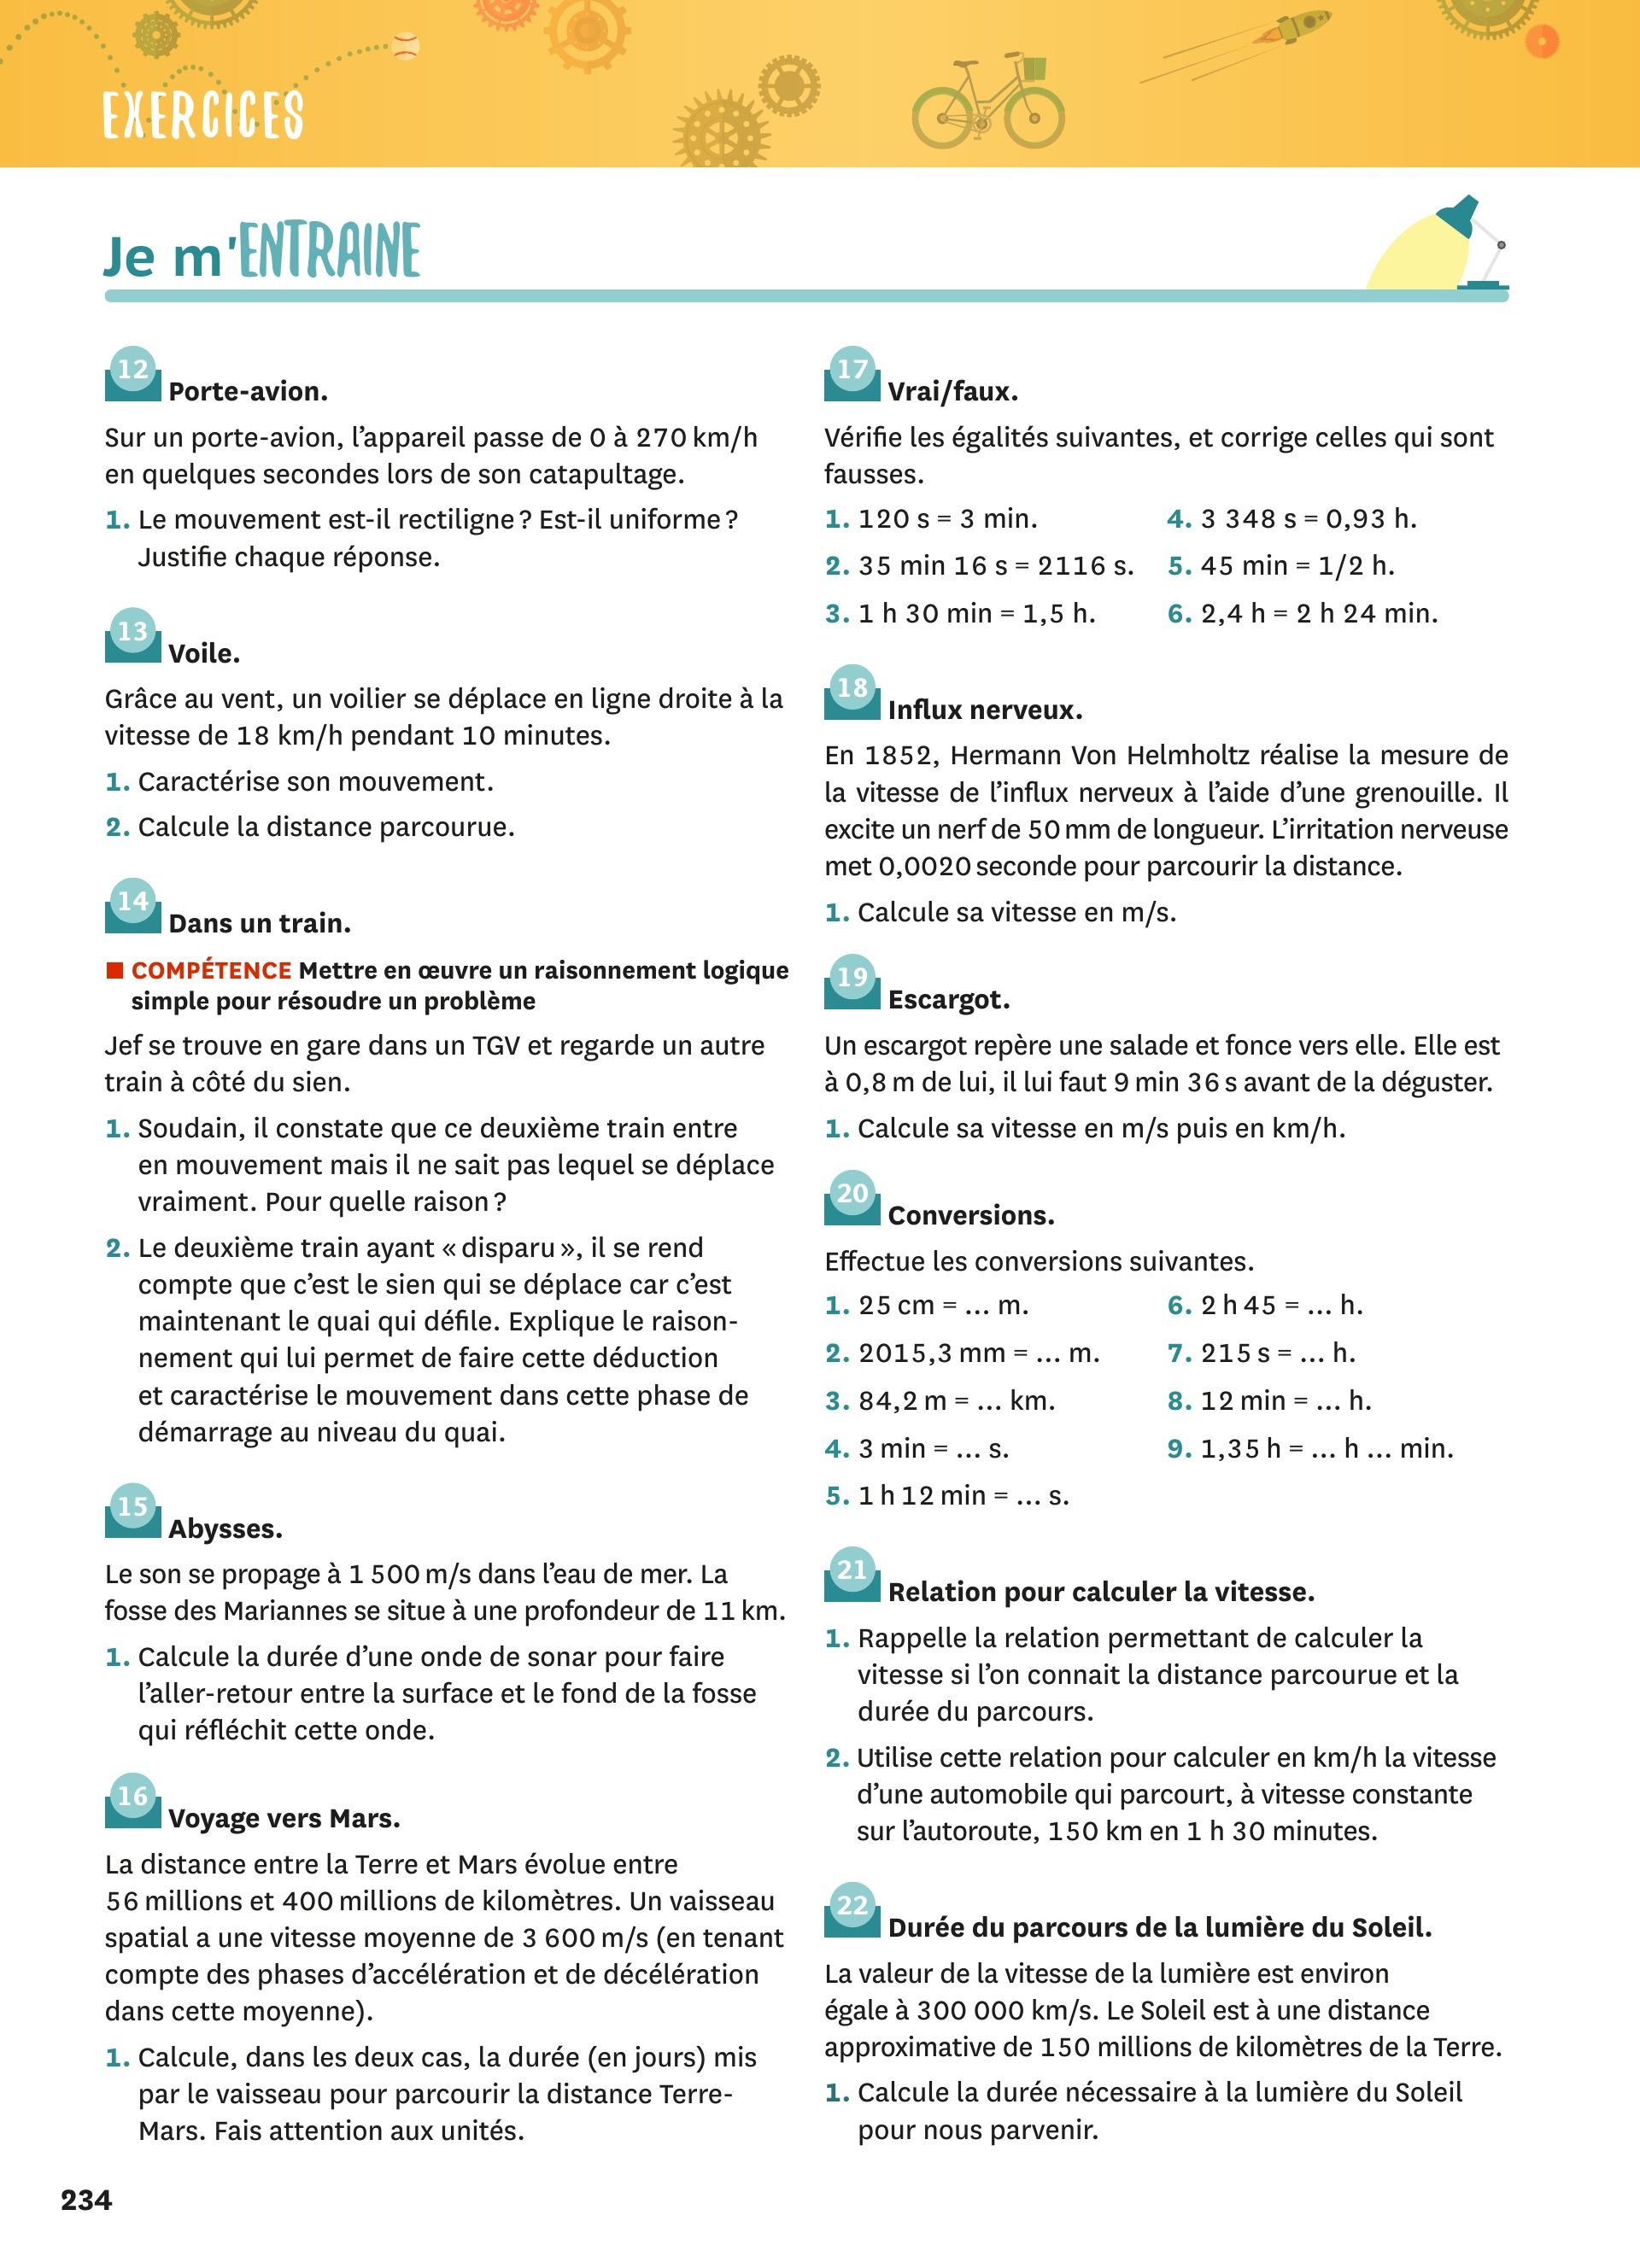 EXERCICES
Je m'ENTRAINE
12 Porte-avion.
Sur un porte-avion, l’appareil passe de 0 à 270 km/h
en quelques secondes lors de son catapultage.
1. Le mouvement est-il rectiligne ? Est-il uniforme ?
Justifie chaque réponse.
13 Voile.
Grâce au vent, un voilier se déplace en ligne droite à la
vitesse de 18 km/h pendant 10 minutes.
1. Caractérise son mouvement.
2. Calcule la distance parcourue.
14 Dans un train.
■ COMPÉTENCE Mettre en œuvre un raisonnement logique
simple pour résoudre un problème
Jef se trouve en gare dans un TGV et regarde un autre
train à côté du sien.
1. Soudain, il constate que ce deuxième train entre
en mouvement mais il ne sait pas lequel se déplace
vraiment. Pour quelle raison ?
2. Le deuxième train ayant « disparu », il se rend
compte que c’est le sien qui se déplace car c’est
maintenant le quai qui défile. Explique le raison-
nement qui lui permet de faire cette déduction
et caractérise le mouvement dans cette phase de
démarrage au niveau du quai.
15 Abysses.
Le son se propage à 1 500 m/s dans l’eau de mer. La
fosse des Mariannes se situe à une profondeur de 11 km.
1. Calcule la durée d’une onde de sonar pour faire
l’aller-retour entre la surface et le fond de la fosse
qui réfléchit cette onde.
16 Voyage vers Mars.
La distance entre la Terre et Mars évolue entre
56 millions et 400 millions de kilomètres. Un vaisseau
spatial a une vitesse moyenne de 3 600 m/s (en tenant
compte des phases d’accélération et de décélération
dans cette moyenne).
1. Calcule, dans les deux cas, la durée (en jours) mis
par le vaisseau pour parcourir la distance Terre-
Mars. Fais attention aux unités.
17 Vrai/faux.
Vérifie les égalités suivantes, et corrige celles qui sont
fausses.
1. 120 s = 3 min.
2. 35 min 16 s = 2116 s.
3. 1 h 30 min = 1,5 h.
4. 3 348 s = 0,93 h.
5. 45 min = 1/2 h.
6. 2,4 h = 2 h 24 min.
18 Influx nerveux.
En 1852, Hermann Von Helmholtz réalise la mesure de
la vitesse de l’influx nerveux à l’aide d’une grenouille. Il
excite un nerf de 50 mm de longueur. L’irritation nerveuse
met 0,0020 seconde pour parcourir la distance.
1. Calcule sa vitesse en m/s.
19 Escargot.
Un escargot repère une salade et fonce vers elle. Elle est
à 0,8 m de lui, il lui faut 9 min 36 s avant de la déguster.
1. Calcule sa vitesse en m/s puis en km/h.
20 Conversions.
Effectue les conversions suivantes.
1. 25 cm = ... m.
2. 2015,3 mm = ... m.
3. 84,2 m = ... km.
4. 3 min = ... s.
5. 1 h 12 min = ... s.
6. 2 h 45 = ... h.
7. 215 s = ... h.
8. 12 min = ... h.
9. 1,35 h = ... h ... min.
21 Relation pour calculer la vitesse.
1. Rappelle la relation permettant de calculer la
vitesse si l’on connait la distance parcourue et la
durée du parcours.
2. Utilise cette relation pour calculer en km/h la vitesse
d’une automobile qui parcourt, à vitesse constante
sur l’autoroute, 150 km en 1 h 30 minutes.
22 Durée du parcours de la lumière du Soleil.
La valeur de la vitesse de la lumière est environ
égale à 300 000 km/s. Le Soleil est à une distance
approximative de 150 millions de kilomètres de la Terre.
1. Calcule la durée nécessaire à la lumière du Soleil
pour nous parvenir.
234